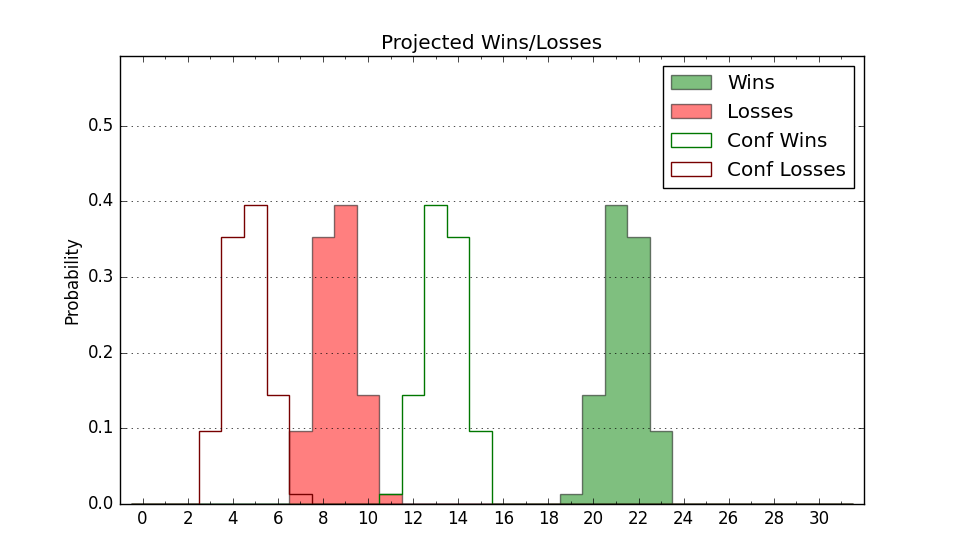 Projected Wins/Losses
Wins
Losses
Conf Wins
Conf Losses
Probability
0.5
0.4
0.3
0.2
0.1
0.0
0 2 4 6 8 10 12 14 16 18 20 22 24 26 28 30